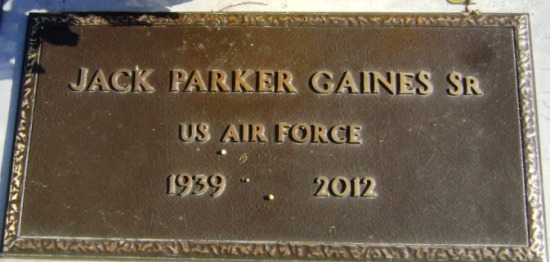 JACK PARKER GAINES SR
US AIR FORCE
1939 2012